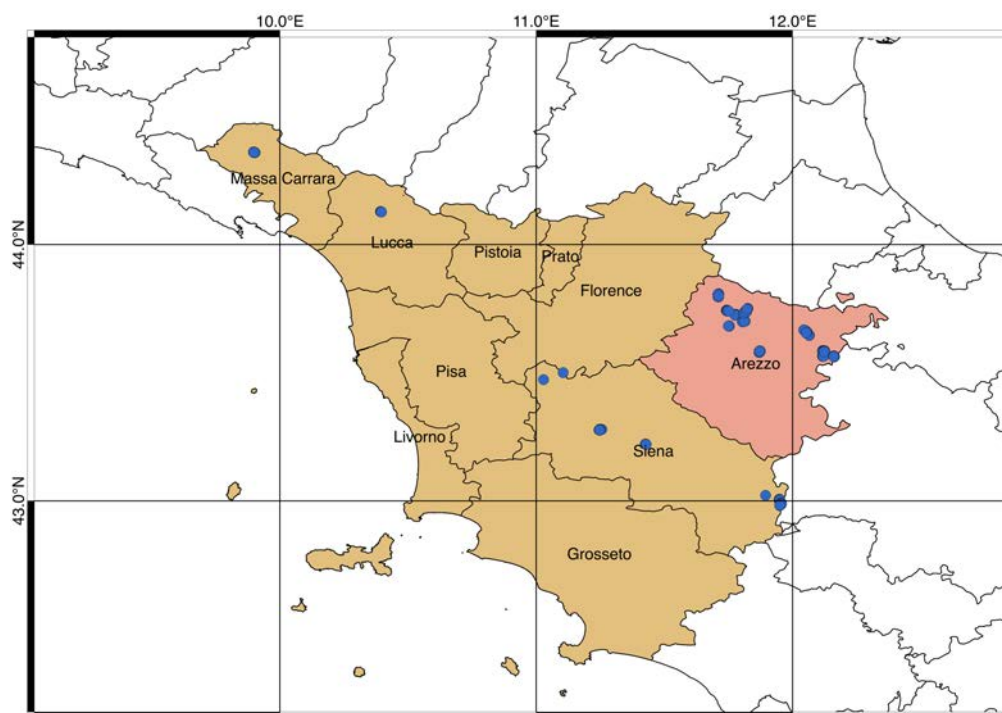 10.0°E
11.0°E
12.0°E
Massa Carrara
44.0°N
Lucca
Pistoia
Prato
Florence
Arezzo
Pisa
Livorno
Siena
43.0°N
Grosseto